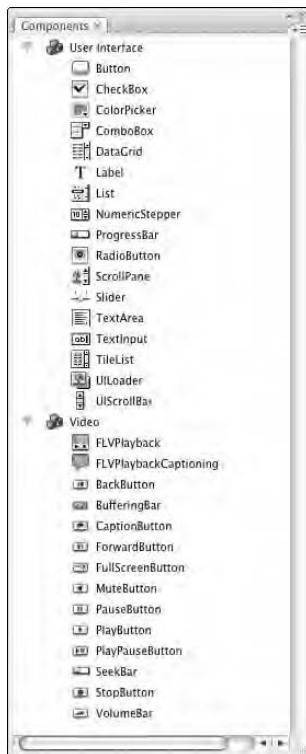 Components ×
User Interface
Button
CheckBox
ColorPicker
ComboBox
DataGrid
Label
List
NumericStepper
ProgressBar
RadioButton
ScrollPane
Slider
TextArea
TextInput
TileList
UILoader
UIScrollBar
Video
FLVPlayback
FLVPlaybackCaptioning
BackButton
BufferingBar
CaptionButton
ForwardButton
FullScreenButton
MuteButton
PauseButton
PlayButton
PlayPauseButton
SeekBar
StopButton
VolumeBar